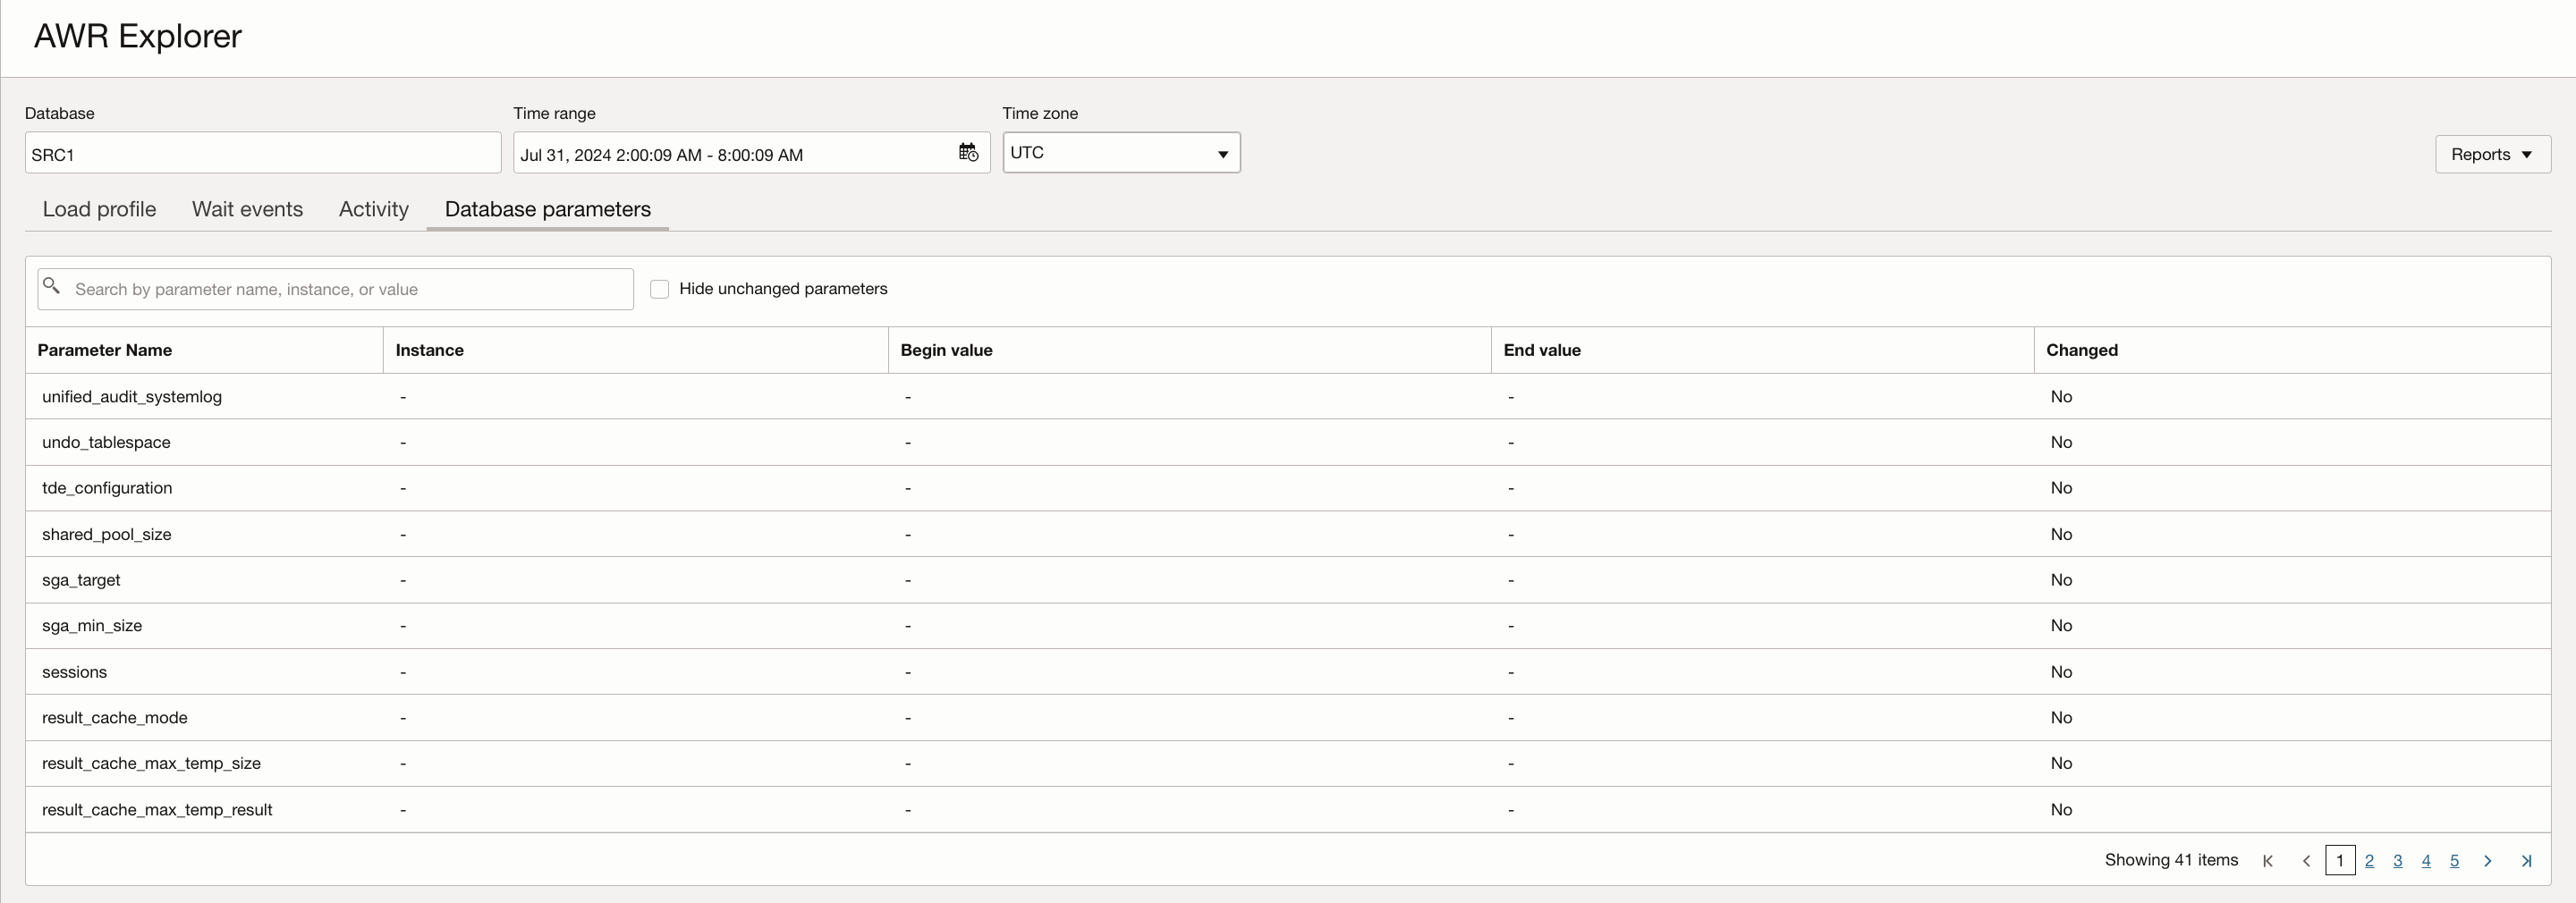 AWR Explorer
Database Time range Time zone
SRC1 Jul 31, 2024 2:00:09 AM - 8:00:09 AM UTC Reports
Load profile Wait events Activity Database parameters
Search by parameter name, instance, or value Hide unchanged parameters
Parameter Name Instance Begin value End value Changed
unified_audit_systemlog - - - No
undo_tablespace - - - No
tde_configuration - - - No
shared_pool_size - - - No
sga_target - - - No
sga_min_size - - - No
sessions - - - No
result_cache_mode - - - No
result_cache_max_temp_size - - - No
result_cache_max_temp_result - - - No
Showing 41 items 1 2 3 4 5